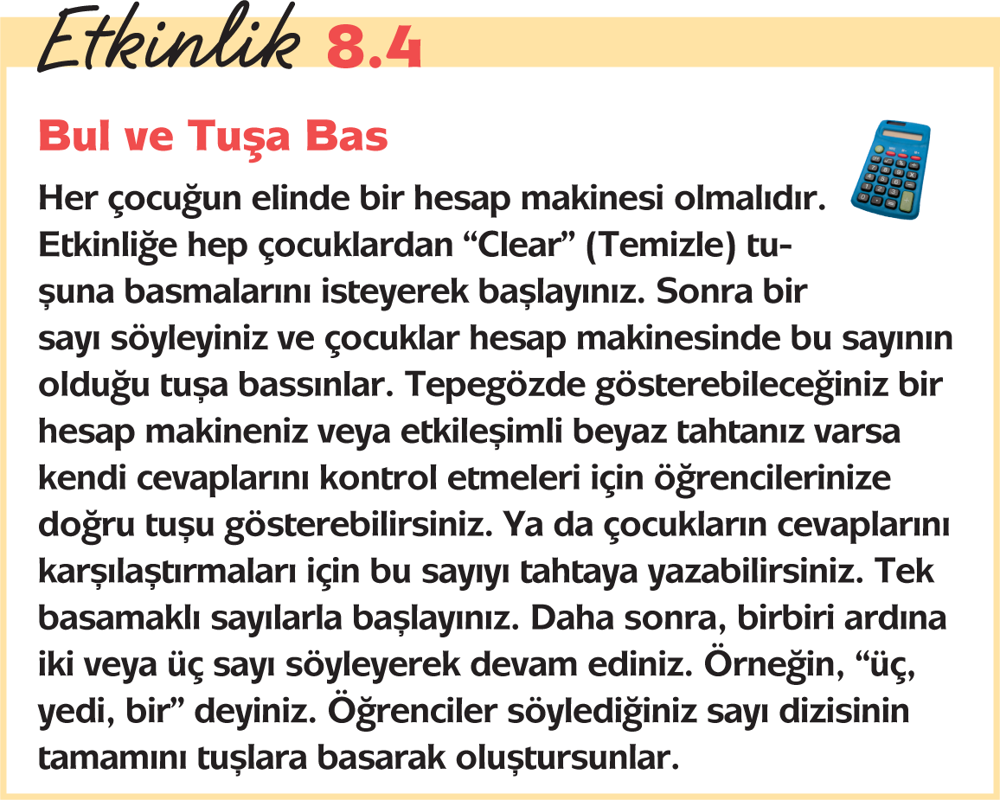 Etkinlik 8.4
Bul ve Tuşa Bas
Her çocuğun elinde bir hesap makinesi olmalıdır.
Etkinliğe hep çocuklardan “Clear” (Temizle) tu-
şuna basmalarını isteyerek başlayınız. Sonra bir
sayı söyleyiniz ve çocuklar hesap makinesinde bu sayının
olduğu tuşa bassınlar. Tepegözde gösterebileceğiniz bir
hesap makineniz veya etkileşimli beyaz tahtanız varsa
kendi cevaplarını kontrol etmeleri için öğrencilerinize
doğru tuşu gösterebilirsiniz. Ya da çocukların cevaplarını
karşılaştırmaları için bu sayıyı tahtaya yazabilirsiniz. Tek
basamaklı sayılarla başlayınız. Daha sonra, birbiri ardına
iki veya üç sayı söyleyerek devam ediniz. Örneğin, “üç,
yedi, bir” deyiniz. Öğrenciler söylediğiniz sayı dizisinin
tamamını tuşlara basarak oluştursunlar.